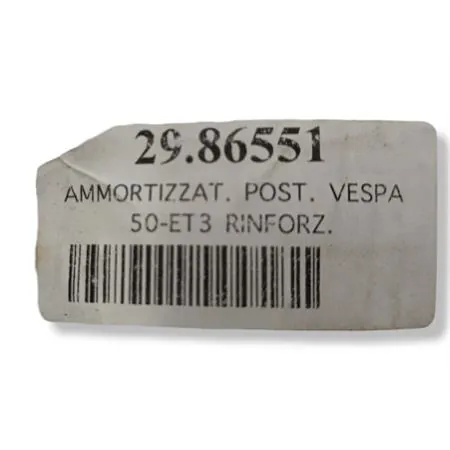 29.86551
AMMORTIZZAT. POST. VESPA
50-ET3 RINFORZ.